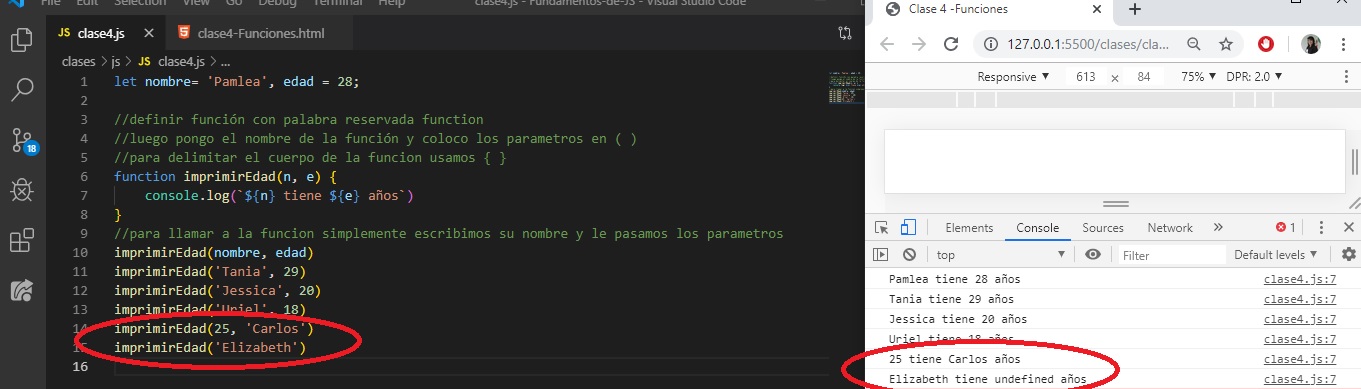 Edit Selection View Go Debug Terminal Help clase4.js - Fundamentos-de-JS - Visual Studio Code
JS clase4.js
clase4-Funciones.html
clases > js > JS clase4.js > ...
1 let nombre= 'Pamlea', edad = 28;
2
3 //definir función con palabra reservada function
4 //luego pongo el nombre de la función y coloco los parametros en ( )
5 //para delimitar el cuerpo de la funcion usamos { }
6 function imprimirEdad(n, e) {
7 console.log(`${n} tiene ${e} años`)
8 }
9 //para llamar a la funcion simplemente escribimos su nombre y le pasamos los parametros
10 imprimirEdad(nombre, edad)
11 imprimirEdad('Tania', 29)
12 imprimirEdad('Jessica', 20)
13 imprimirEdad('Uriel', 18)
14 imprimirEdad(25, 'Carlos')
15 imprimirEdad('Elizabeth')
16
18
Clase 4 -Funciones
127.0.0.1:5500/clases/cla...
Responsive 613 x 84 75% DPR: 2.0
Elements Console Sources Network » 1
top Filter Default levels
Pamlea tiene 28 años clase4.js:7
Tania tiene 29 años clase4.js:7
Jessica tiene 20 años clase4.js:7
Uriel tiene 18 años clase4.js:7
25 tiene Carlos años clase4.js:7
Elizabeth tiene undefined años clase4.js:7